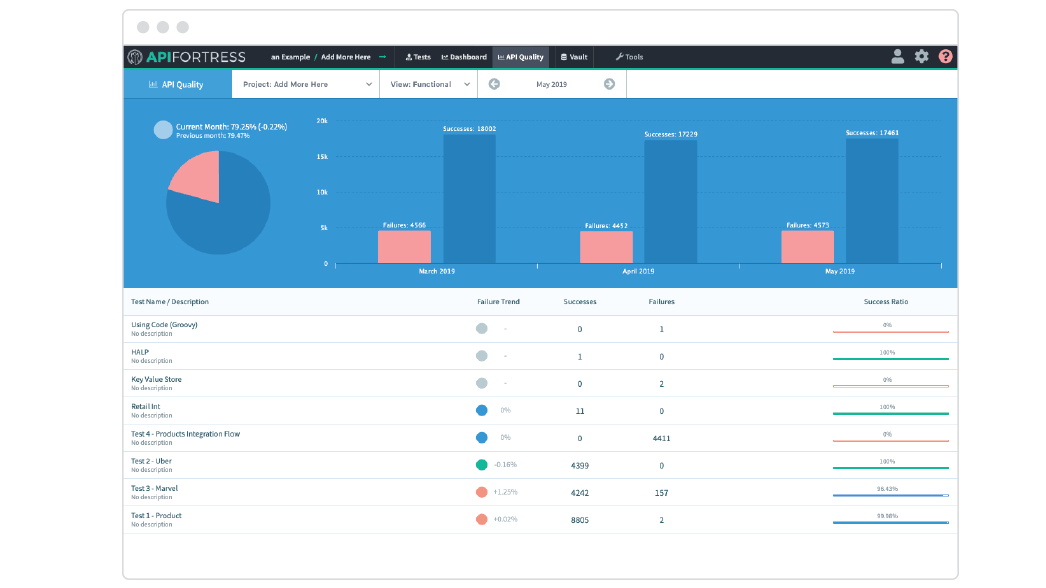 APIFORTRESS
an Example / Add More Here → Tests Dashboard API Quality Vault Tools ?
API Quality Project: Add More Here View: Functional May 2019
Current Month: 79.25% (-0.22%)
Previous month: 79.47%
20k
15k
10k
5k
0
Failures: 4566
Successes: 18002
Failures: 4452
Successes: 17229
Failures: 4573
Successes: 17461
March 2019
April 2019
May 2019
Test Name / Description Failure Trend Successes Failures Success Ratio
Using Code (Groovy) - 0 1 0%
No description
HALP - 1 0 100%
No description
Key Value Store - 0 2 0%
No description
Retail Int 0% 11 0 100%
No description
Test 4 - Products Integration Flow 0% 0 4411 0%
No description
Test 2 - Uber -0.16% 4399 0 100%
No description
Test 3 - Marvel +1.25% 4242 157 96.43%
No description
Test 1 - Product +0.02% 8805 2 99.98%
No description